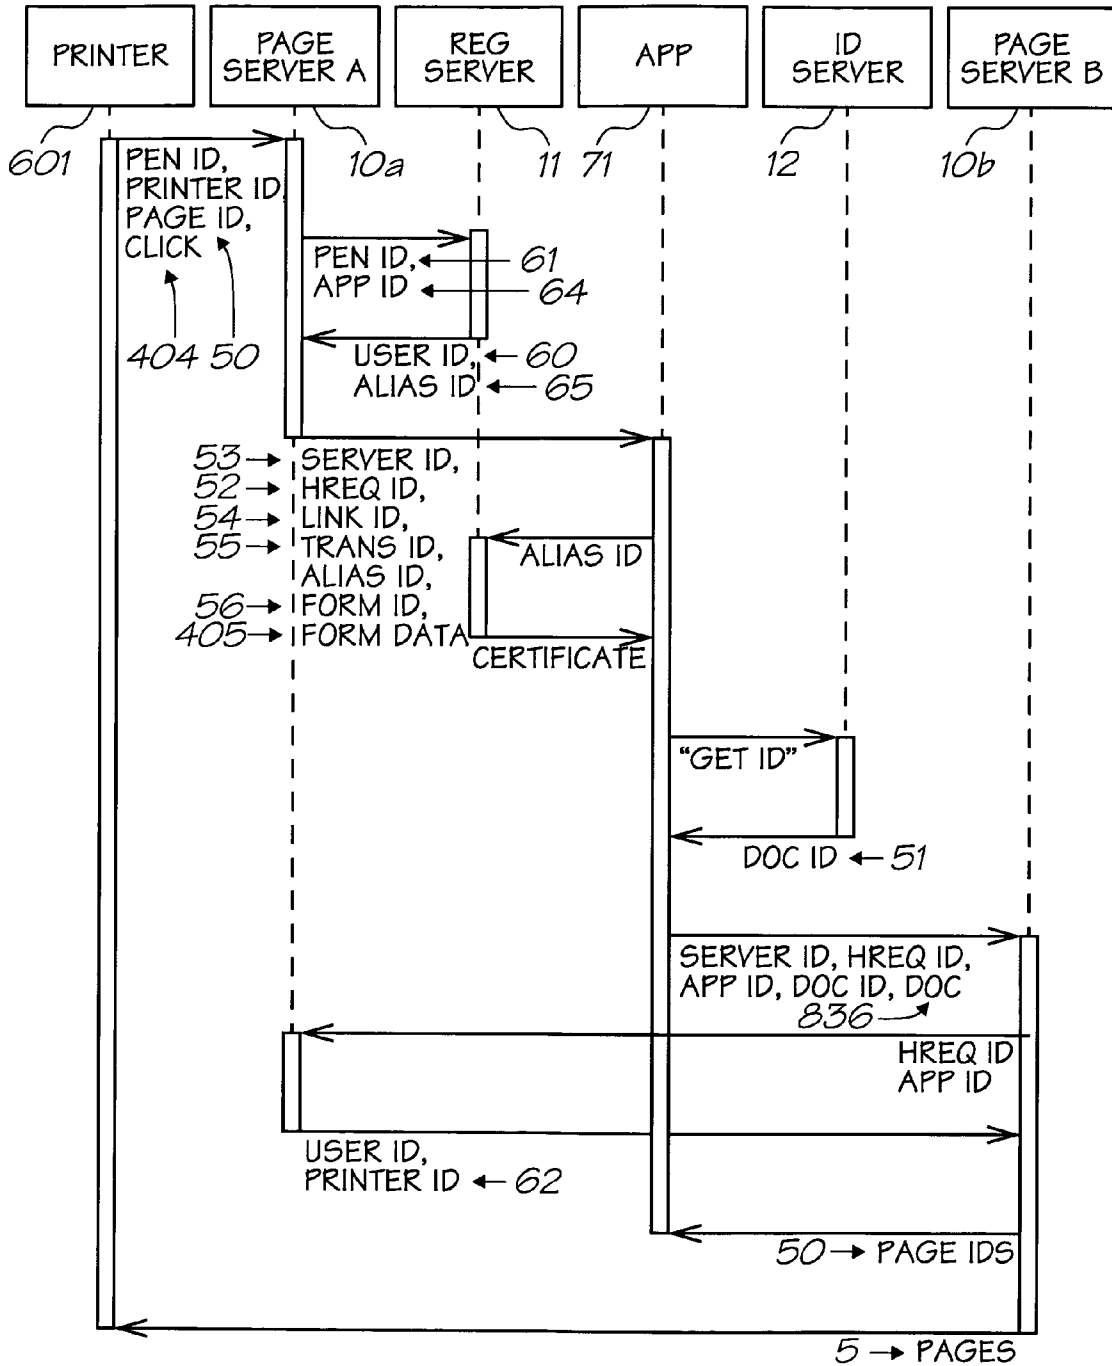 PRINTER
PAGE
SERVER A
REG
SERVER
APP
ID
SERVER
PAGE
SERVER B
601
10a
11
71
12
10b
PEN ID,
PRINTER ID
PAGE ID,
CLICK
404
50
PEN ID,
61
APP ID
64
USER ID,
60
ALIAS ID
65
53
SERVER ID,
52
HREQ ID,
54
LINK ID,
55
TRANS ID,
ALIAS ID,
56
FORM ID,
405
FORM DATA
ALIAS ID
CERTIFICATE
“GET ID”
DOC ID
51
SERVER ID, HREQ ID,
APP ID, DOC ID, DOC
836
HREQ ID
APP ID
USER ID,
PRINTER ID
62
50
PAGE IDS
5
PAGES